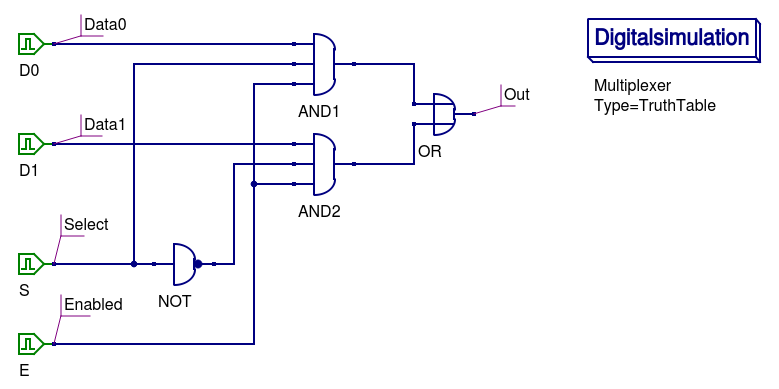 Data0
D0
AND1
Data1
D1
AND2
Select
S
NOT
Enabled
E
OR
Out
Digitalsimulation
Multiplexer
Type=TruthTable